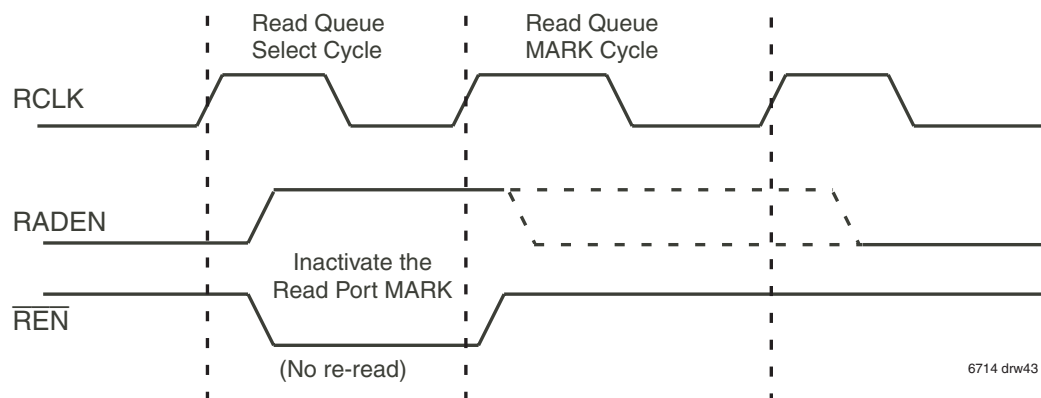 Read Queue
Select Cycle
Read Queue
MARK Cycle
RCLK
RADEN
Inactivate the
Read Port MARK
REN
(No re-read)
6714 drw43